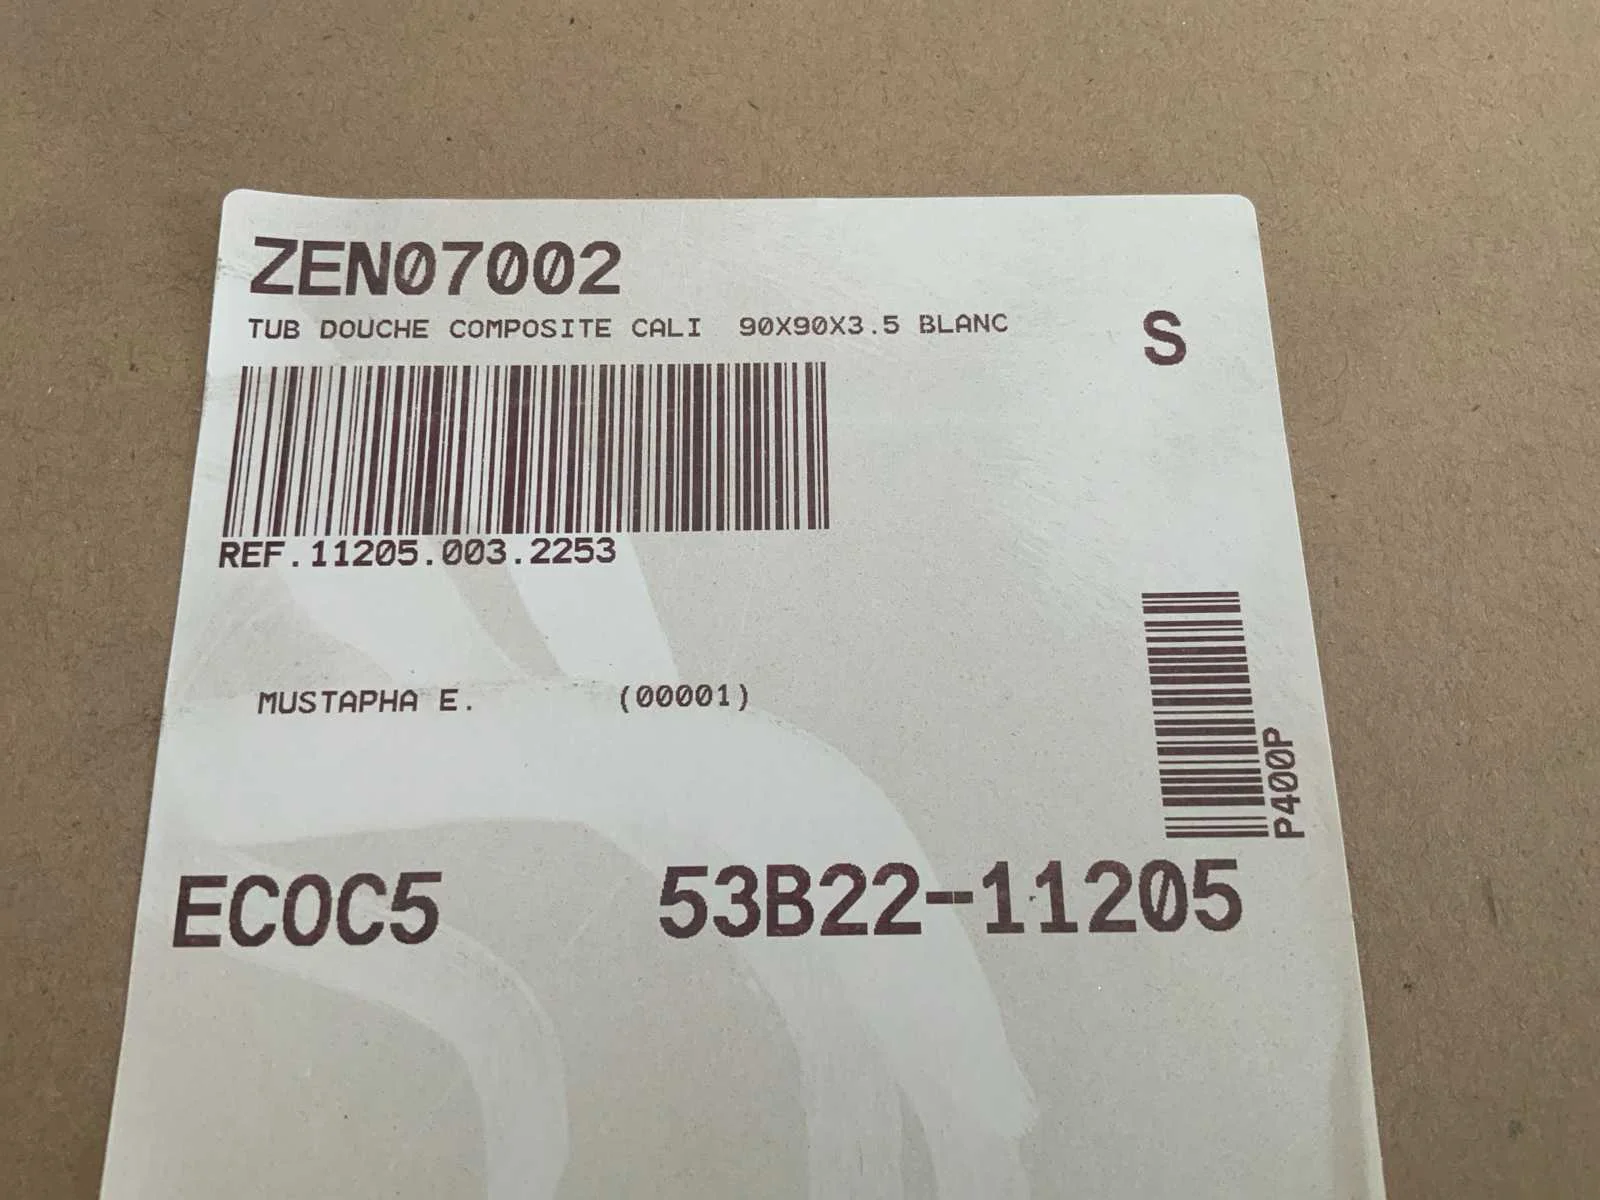 ZEN07002
TUB DOUCHE COMPOSITE CALI 90X90X3.5 BLANC
S
REF.11205.003.2253
MUSTAPHA E. (00001)
P400P
ECOC5 53B22-11205